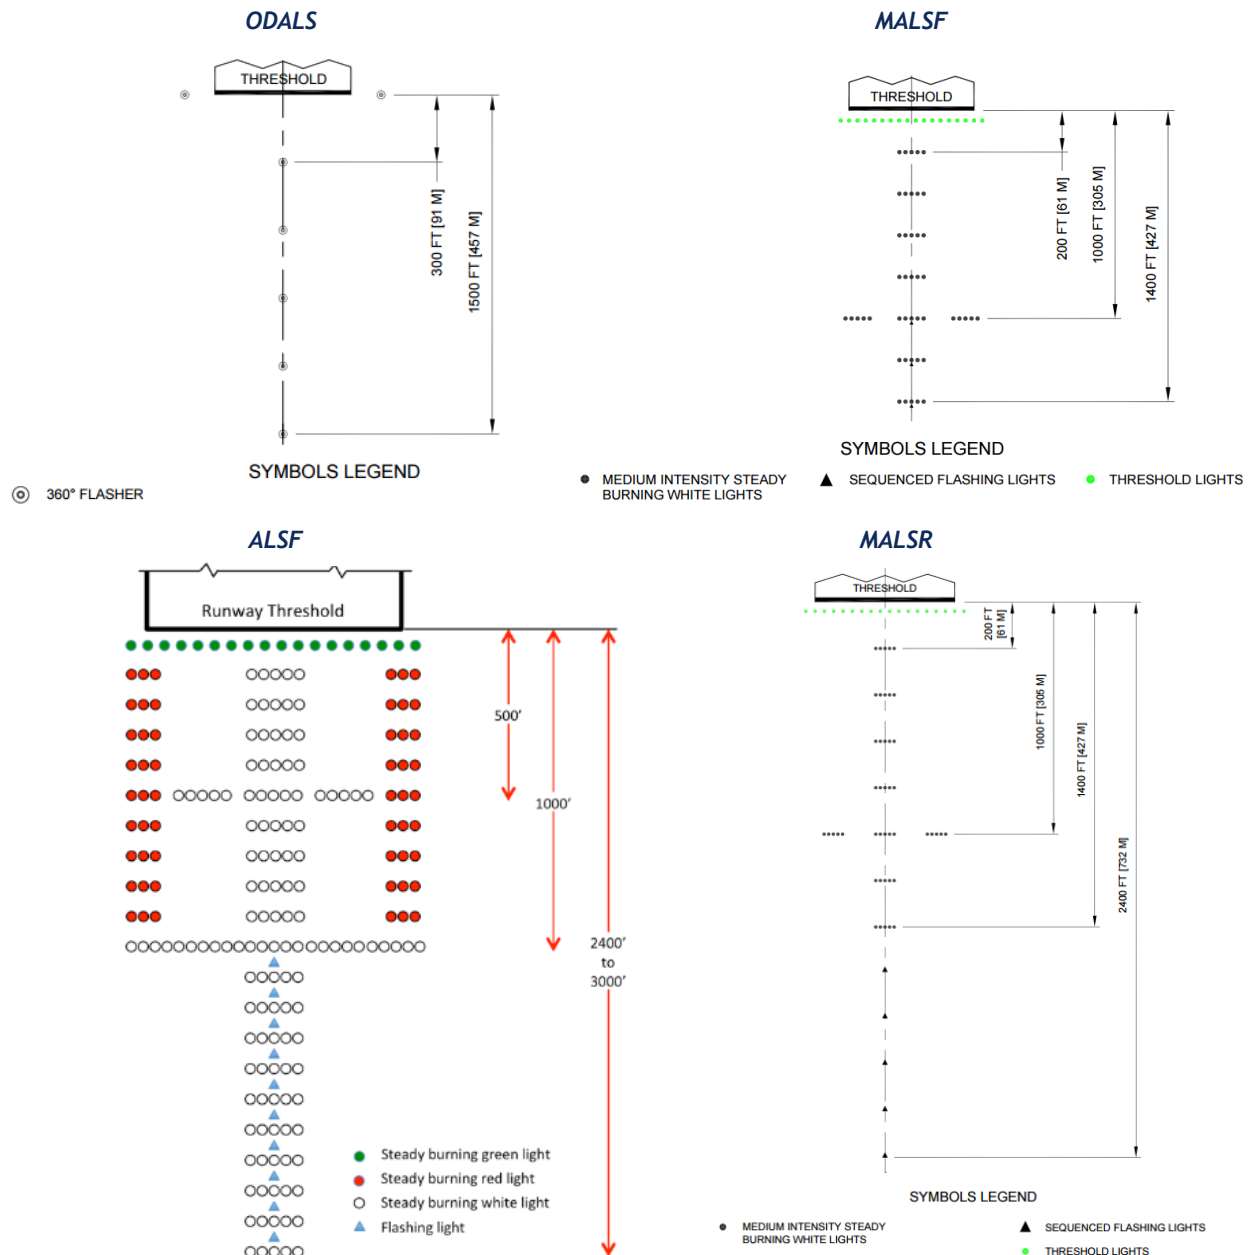 ODALS
THRESHOLD
300 FT [91 M]
1500 FT [457 M]
SYMBOLS LEGEND
360° FLASHER
MALSF
THRESHOLD
200 FT [61 M]
1000 FT [305 M]
1400 FT [427 M]
SYMBOLS LEGEND
MEDIUM INTENSITY STEADY
BURNING WHITE LIGHTS
SEQUENCED FLASHING LIGHTS
THRESHOLD LIGHTS
ALSF
Runway Threshold
500'
1000'
2400'
to
3000'
Steady burning green light
Steady burning red light
Steady burning white light
Flashing light
MALSR
THRESHOLD
200 FT
[61 M]
1000 FT [305 M]
1400 FT [427 M]
2400 FT [732 M]
SYMBOLS LEGEND
MEDIUM INTENSITY STEADY
BURNING WHITE LIGHTS
SEQUENCED FLASHING LIGHTS
THRESHOLD LIGHTS